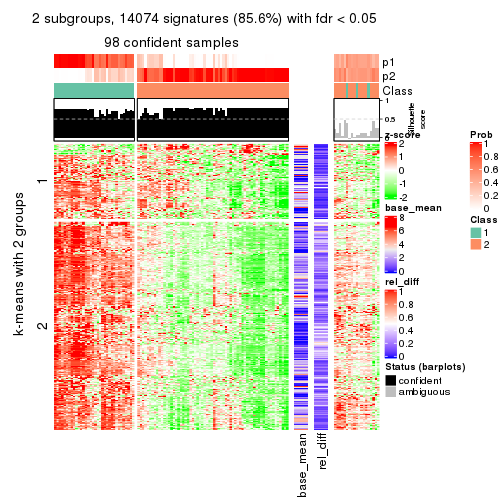 2 subgroups, 14074 signatures (85.6%) with fdr < 0.05
98 confident samples
p1
p2
Class
1
0.5
0
Silhouette
score
k-means with 2 groups
1
2
base_mean
rel_diff
z-score
2
1
0
-1
-2
base_mean
8
6
4
2
0
rel_diff
1
0.8
0.6
0.4
0.2
0
Status (barplots)
confident
ambiguous
Prob
1
0.8
0.6
0.4
0.2
0
Class
1
2